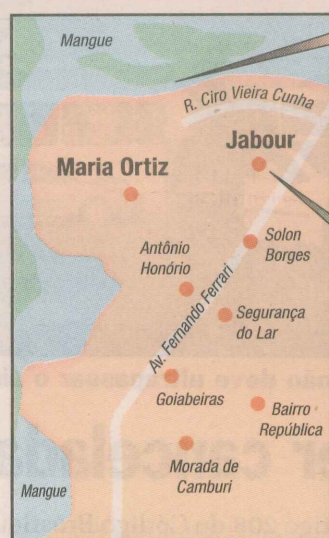 Mangue
R. Ciro Vieira Cunha
Jabour
Maria Ortiz
Solon
Borges
Antônio
Honório
Av. Fernando Ferrari
Segurança
do Lar
Goiabeiras
Bairro
República
Morada de
Camburi
Mangue